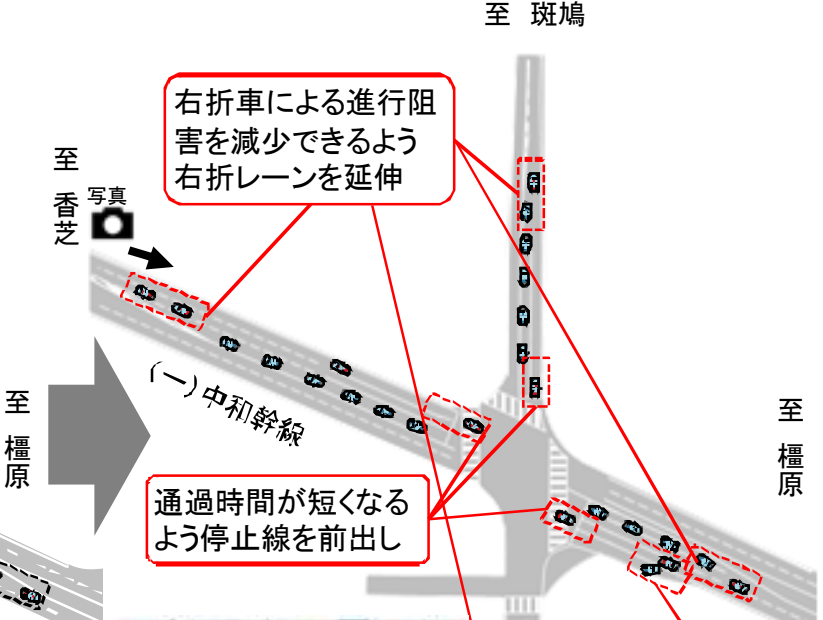 至 斑鳩
右折車による進行阻
害を減少できるよう
右折レーンを延伸
至 香芝
写真
(一)中和幹線
至 橿原
至 橿原
通過時間が短くなる
よう停止線を前出し